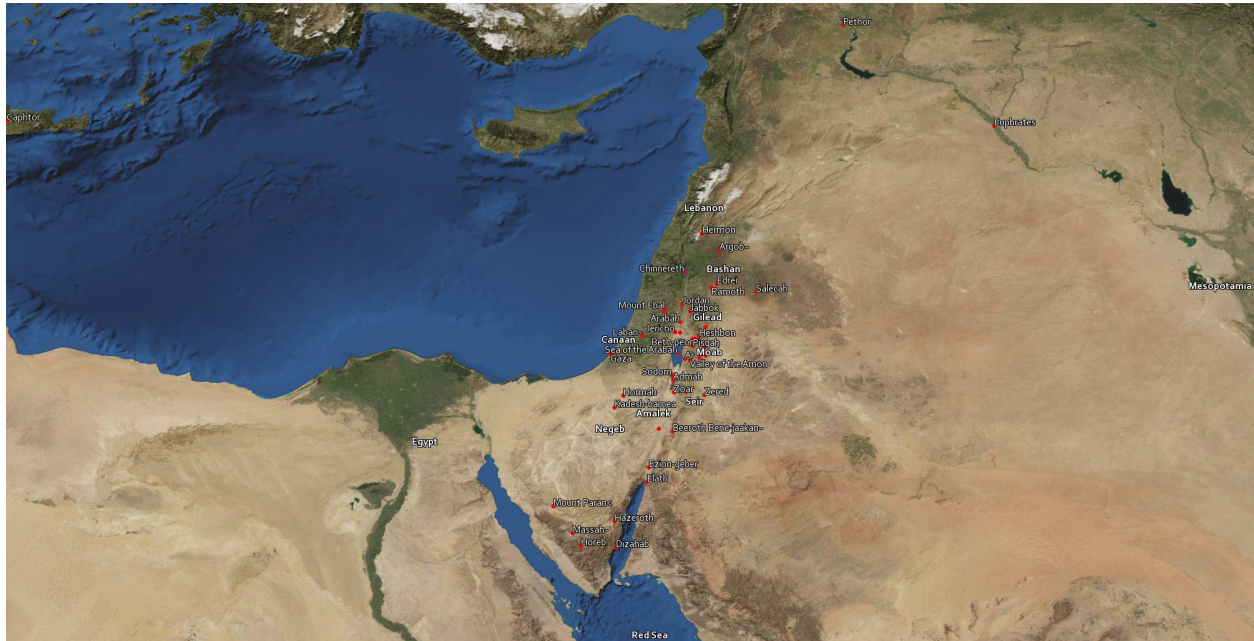 Pethor
Caphtor
Euphrates
Lebanon
Hermon
Argob~
Chinnereth
Bashan
Edrei
Mesopotamia
Salecah
Ramoth
Jordan
Mount Ebal
Jabbok
Gilead
Arabah
Jericho
Laban
Heshbon
Canaan
Beth-peor
Pisgah
Sea of the Arabah
Moab
Gaza
Valley of the Arnon
Sodom
Admah
Zoar
Zered
Hormah
Seir
Kadesh-barnea
Amalek
Negeb
Beeroth Bene-jaakan~
Egypt
Ezion-geber
Elath
Mount Paran<
Hazeroth
Massah~
Horeb
Dizahab
Red Sea